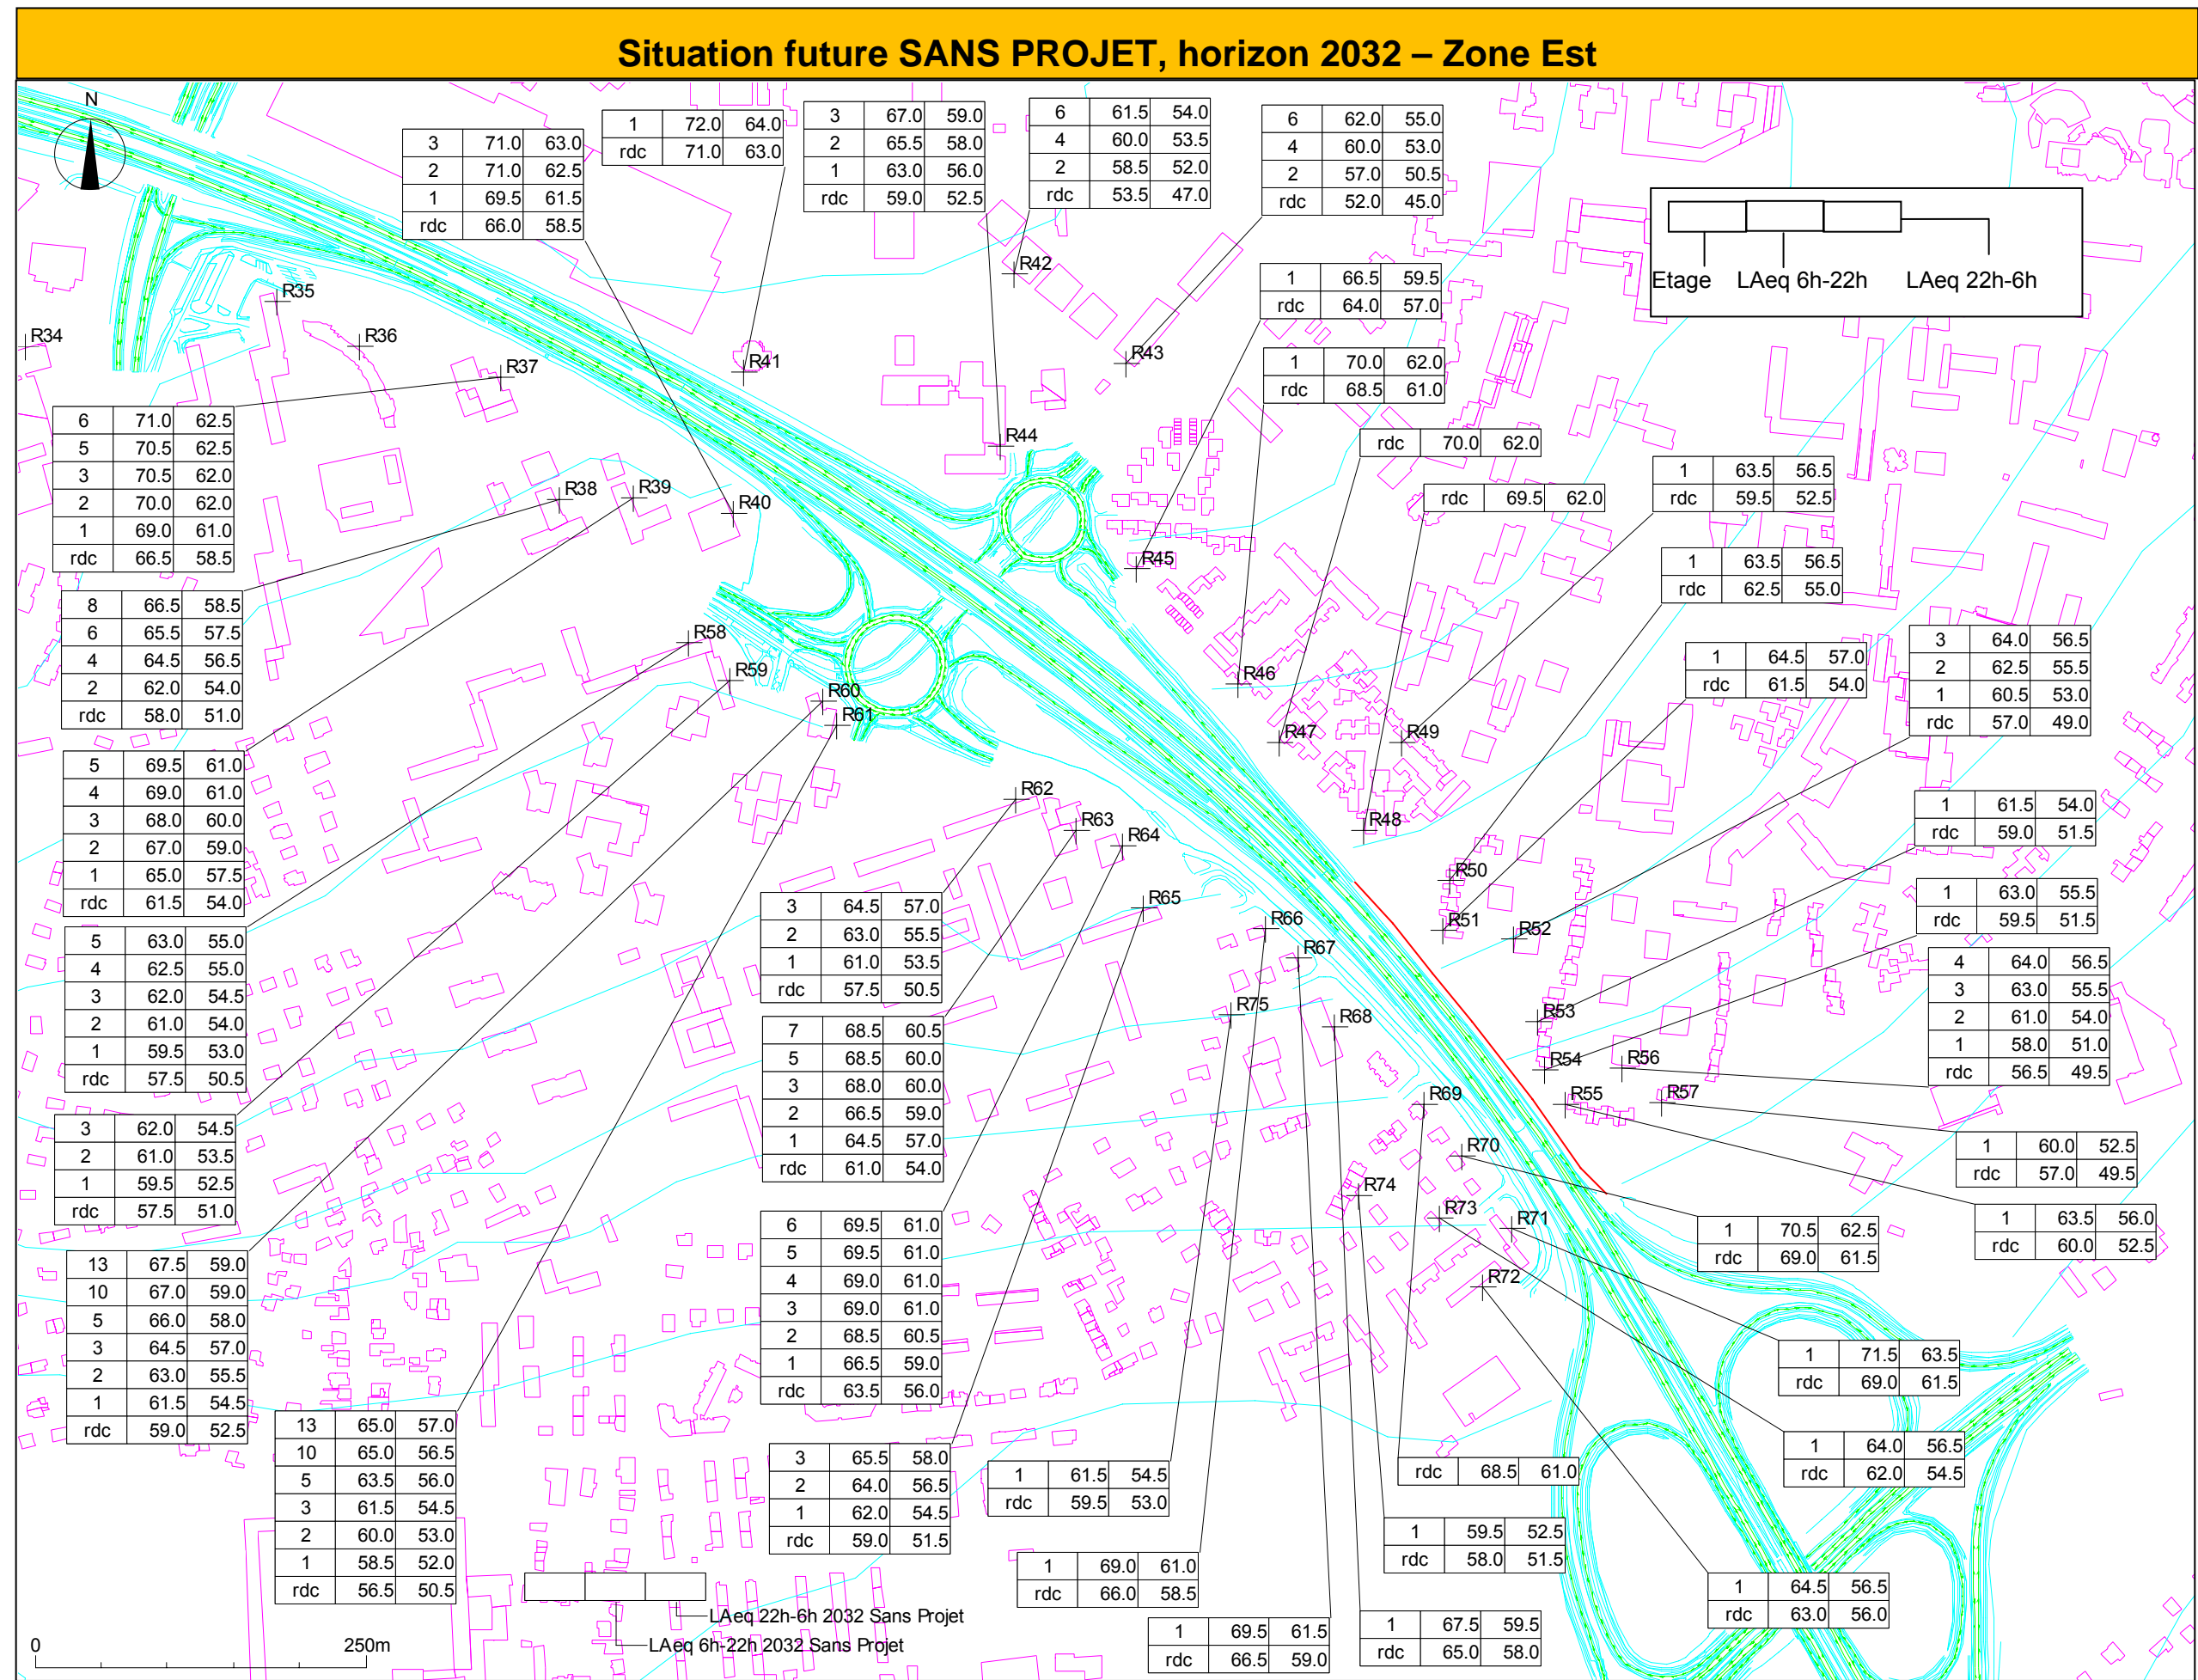 Situation future SANS PROJET, horizon 2032 – Zone Est
N
3 71.0 63.0
2 71.0 62.5
1 69.5 61.5
rdc 66.0 58.5
1 72.0 64.0
rdc 71.0 63.0
3 67.0 59.0
2 65.5 58.0
1 63.0 56.0
rdc 59.0 52.5
6 61.5 54.0
4 60.0 53.5
2 58.5 52.0
rdc 53.5 47.0
6 62.0 55.0
4 60.0 53.0
2 57.0 50.5
rdc 52.0 45.0
Etage LAeq 6h-22h LAeq 22h-6h
1 66.5 59.5
rdc 64.0 57.0
1 70.0 62.0
rdc 68.5 61.0
rdc 70.0 62.0
rdc 69.5 62.0
1 63.5 56.5
rdc 59.5 52.5
1 63.5 56.5
rdc 62.5 55.0
1 64.5 57.0
rdc 61.5 54.0
3 64.0 56.5
2 62.5 55.5
1 60.5 53.0
rdc 57.0 49.0
1 61.5 54.0
rdc 59.0 51.5
1 63.0 55.5
rdc 59.5 51.5
4 64.0 56.5
3 63.0 55.5
2 61.0 54.0
1 58.0 51.0
rdc 56.5 49.5
1 60.0 52.5
rdc 57.0 49.5
1 63.5 56.0
rdc 60.0 52.5
1 70.5 62.5
rdc 69.0 61.5
1 71.5 63.5
rdc 69.0 61.5
1 64.0 56.5
rdc 62.0 54.5
1 64.5 56.5
rdc 63.0 56.0
R34
R35
R36
R37
R38
R39
R40
R41
R42
R43
R44
R45
R46
R47
R48
R49
R50
R51
R52
R53
R54
R55
R56
R57
R58
R59
R60
R61
R62
R63
R64
R65
R66
R67
R68
R69
R70
R71
R72
R73
R74
R75
6 71.0 62.5
5 70.5 62.5
3 70.5 62.0
2 70.0 62.0
1 69.0 61.0
rdc 66.5 58.5
8 66.5 58.5
6 65.5 57.5
4 64.5 56.5
2 62.0 54.0
rdc 58.0 51.0
5 69.5 61.0
4 69.0 61.0
3 68.0 60.0
2 67.0 59.0
1 65.0 57.5
rdc 61.5 54.0
5 63.0 55.0
4 62.5 55.0
3 62.0 54.5
2 61.0 54.0
1 59.5 53.0
rdc 57.5 50.5
3 62.0 54.5
2 61.0 53.5
1 59.5 52.5
rdc 57.5 51.0
13 67.5 59.0
10 67.0 59.0
5 66.0 58.0
3 64.5 57.0
2 63.0 55.5
1 61.5 54.5
rdc 59.0 52.5
13 65.0 57.0
10 65.0 56.5
5 63.5 56.0
3 61.5 54.5
2 60.0 53.0
1 58.5 52.0
rdc 56.5 50.5
3 64.5 57.0
2 63.0 55.5
1 61.0 53.5
rdc 57.5 50.5
7 68.5 60.5
5 68.5 60.0
3 68.0 60.0
2 66.5 59.0
1 64.5 57.0
rdc 61.0 54.0
6 69.5 61.0
5 69.5 61.0
4 69.0 61.0
3 69.0 61.0
2 68.5 60.5
1 66.5 59.0
rdc 63.5 56.0
3 65.5 58.0
2 64.0 56.5
1 62.0 54.5
rdc 59.0 51.5
1 61.5 54.5
rdc 59.5 53.0
1 69.0 61.0
rdc 66.0 58.5
1 69.5 61.5
rdc 66.5 59.0
rdc 68.5 61.0
1 59.5 52.5
rdc 58.0 51.5
1 67.5 59.5
rdc 65.0 58.0
LAeq 22h-6h 2032 Sans Projet
LAeq 6h-22h 2032 Sans Projet
0 250m